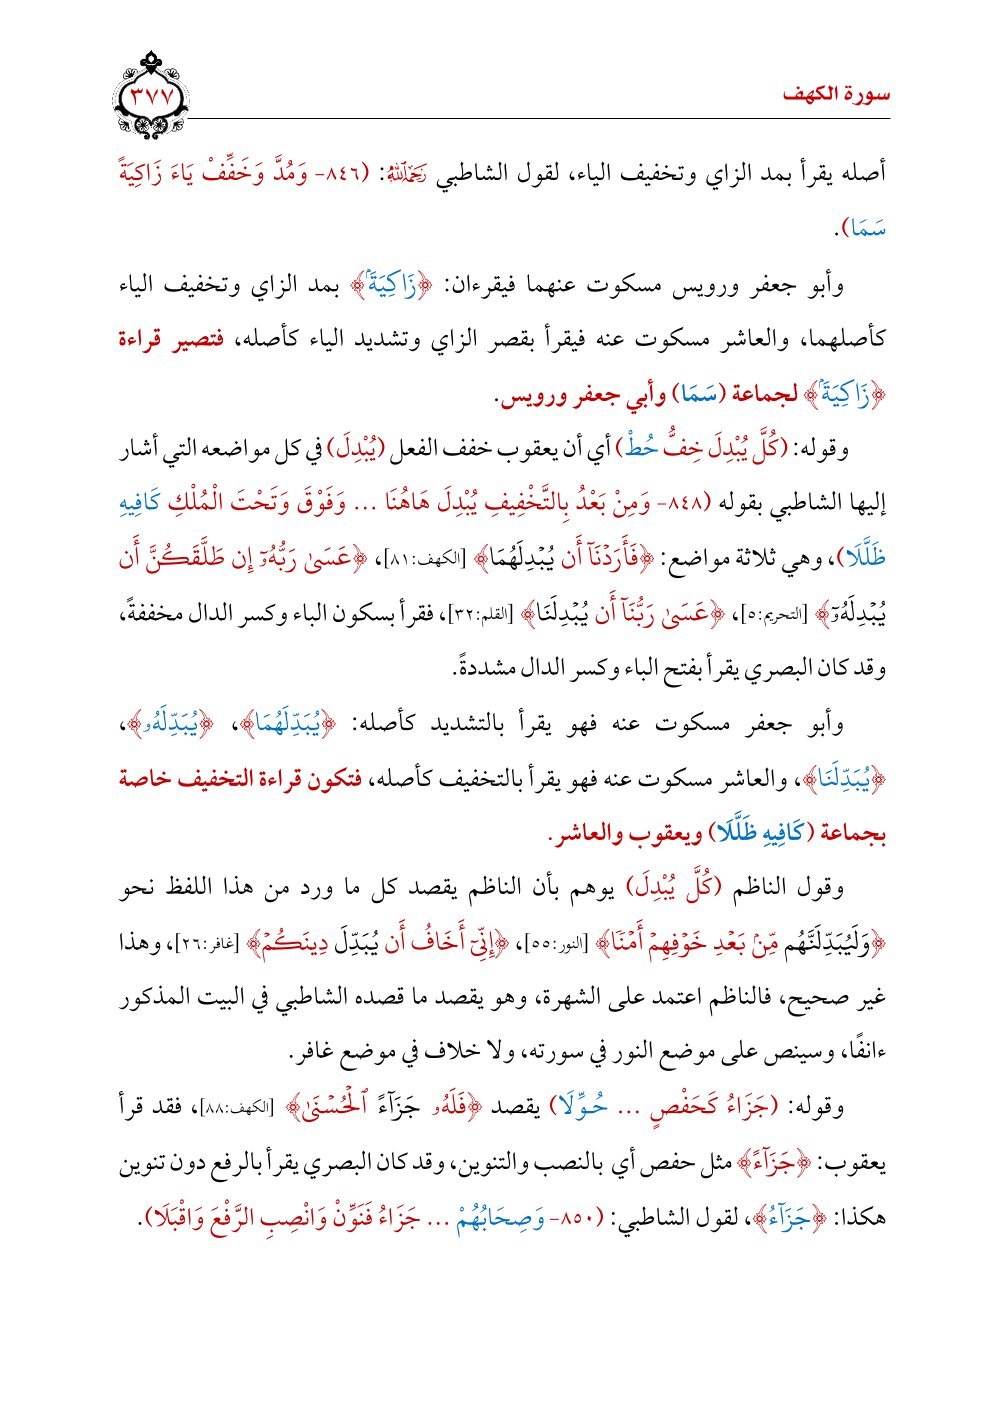 سورة الكهف
٣٧٧
أصله يقرأ بمد الزاي وتخفيف الياء، لقول الشاطبي رَحِمَهُ ٱللَّهُ: (٨٤٦- وَمُدَّ وَخَفِّفْ يَاءَ زَاكِيَةً
سَمَا).
وأبو جعفر ورويس مسكوت عنهما فيقرءان: ﴿زَاكِيَةَۢ﴾ بمد الزاي وتخفيف الياء
كأصلهما، والعاشر مسكوت عنه فيقرأ بقصر الزاي وتشديد الياء كأصله، فتصير قراءة
﴿زَاكِيَةَۢ﴾ لجماعة (سَمَا) وأبي جعفر ورويس.
وقوله: (كُلَّ يُبْدِلَ خِفُّ حُطْ) أي أن يعقوب خفف الفعل (يُبْدِلَ) في كل مواضعه التي أشار
إليها الشاطبي بقوله (٨٤٨- وَمِنْ بَعْدُ بِالتَّخْفِيفِ يُبْدِلَ هَاهُنَا ... وَفَوْقَ وَتَحْتَ الْمُلْكِ كَافِيهِ
ظَلَّلَا)، وهي ثلاثة مواضع: ﴿فَأَرَدْنَآ أَن يُبْدِلَهُمَا﴾ [الكهف:٨١]، ﴿عَسَىٰ رَبُّهُۥٓ إِن طَلَّقَكُنَّ أَن
يُبْدِلَهُۥٓ﴾ [التحريم:٥]، ﴿عَسَىٰ رَبُّنَآ أَن يُبْدِلَنَا﴾ [القلم:٣٢]، فقرأ بسكون الباء وكسر الدال مخففةً،
وقد كان البصري يقرأ بفتح الباء وكسر الدال مشددةً.
وأبو جعفر مسكوت عنه فهو يقرأ بالتشديد كأصله: ﴿يُبَدِّلَهُمَا﴾، ﴿يُبَدِّلَهُۥ﴾،
﴿يُبَدِّلَنَا﴾، والعاشر مسكوت عنه فهو يقرأ بالتخفيف كأصله، فتكون قراءة التخفيف خاصة
بجماعة (كَافِيهِ ظَلَّلَا) ويعقوب والعاشر.
وقول الناظم (كُلَّ يُبْدِلَ) يوهم بأن الناظم يقصد كل ما ورد من هذا اللفظ نحو
﴿وَلَيُبَدِّلَنَّهُم مِّنۢ بَعْدِ خَوْفِهِمْ أَمْنٗا﴾ [النور:٥٥]، ﴿إِنِّيٓ أَخَافُ أَن يُبَدِّلَ دِينَكُمْ﴾ [غافر:٢٦]، وهذا
غير صحيح، فالناظم اعتمد على الشهرة، وهو يقصد ما قصده الشاطبي في البيت المذكور
ءانفًا، وسينص على موضع النور في سورته، ولا خلاف في موضع غافر.
وقوله: (جَزَاءُ كَحَفْصٍ ... حُوِّلَا) يقصد ﴿فَلَهُۥ جَزَآءً ٱلْحُسْنَىٰ﴾ [الكهف:٨٨]، فقد قرأ
يعقوب: ﴿جَزَآءً﴾ مثل حفص أي بالنصب والتنوين، وقد كان البصري يقرأ بالرفع دون تنوين
هكذا: ﴿جَزَآءُ﴾، لقول الشاطبي: (٨٥٠- وَصِحَابُهُمْ ... جَزَاءُ فَنَوِّنْ وَانْصِبِ الرَّفْعَ وَاقْبَلَا).